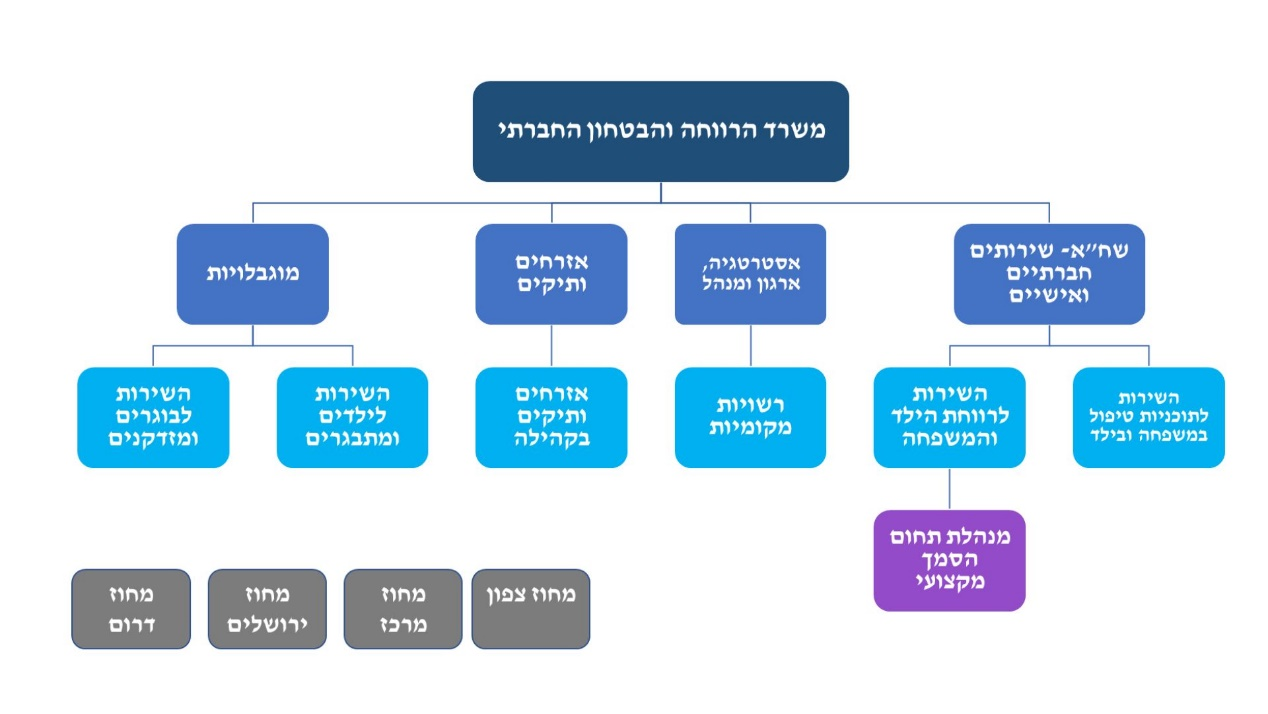 משרד הרווחה והבטחון החברתי
שח"א- שירותים
חברתיים
ואישיים
אסטרטגיה,
ארגון ומנהל
אזרחים
ותיקים
מוגבלויות
השירות
לתוכניות טיפול
במשפחה ובילד
השירות
לרווחת הילד
והמשפחה
רשויות
מקומיות
אזרחים
ותיקים
בקהילה
השירות
לילדים
ומתבגרים
השירות
לבוגרים
ומזדקנים
מנהלת תחום
הסמך
מקצועי
מחוז צפון
מחוז
מרכז
מחוז
ירושלים
מחוז
דרום